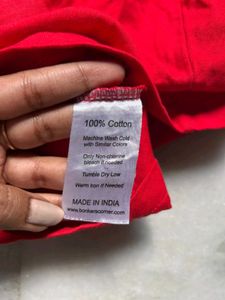 100% Cotton
Machine Wash Cold
with Similar Colors
Only Non-chlorine
bleach if needed
Tumble Dry Low
Warm Iron if Needed
MADE IN INDIA
www.bonkerscorner.com